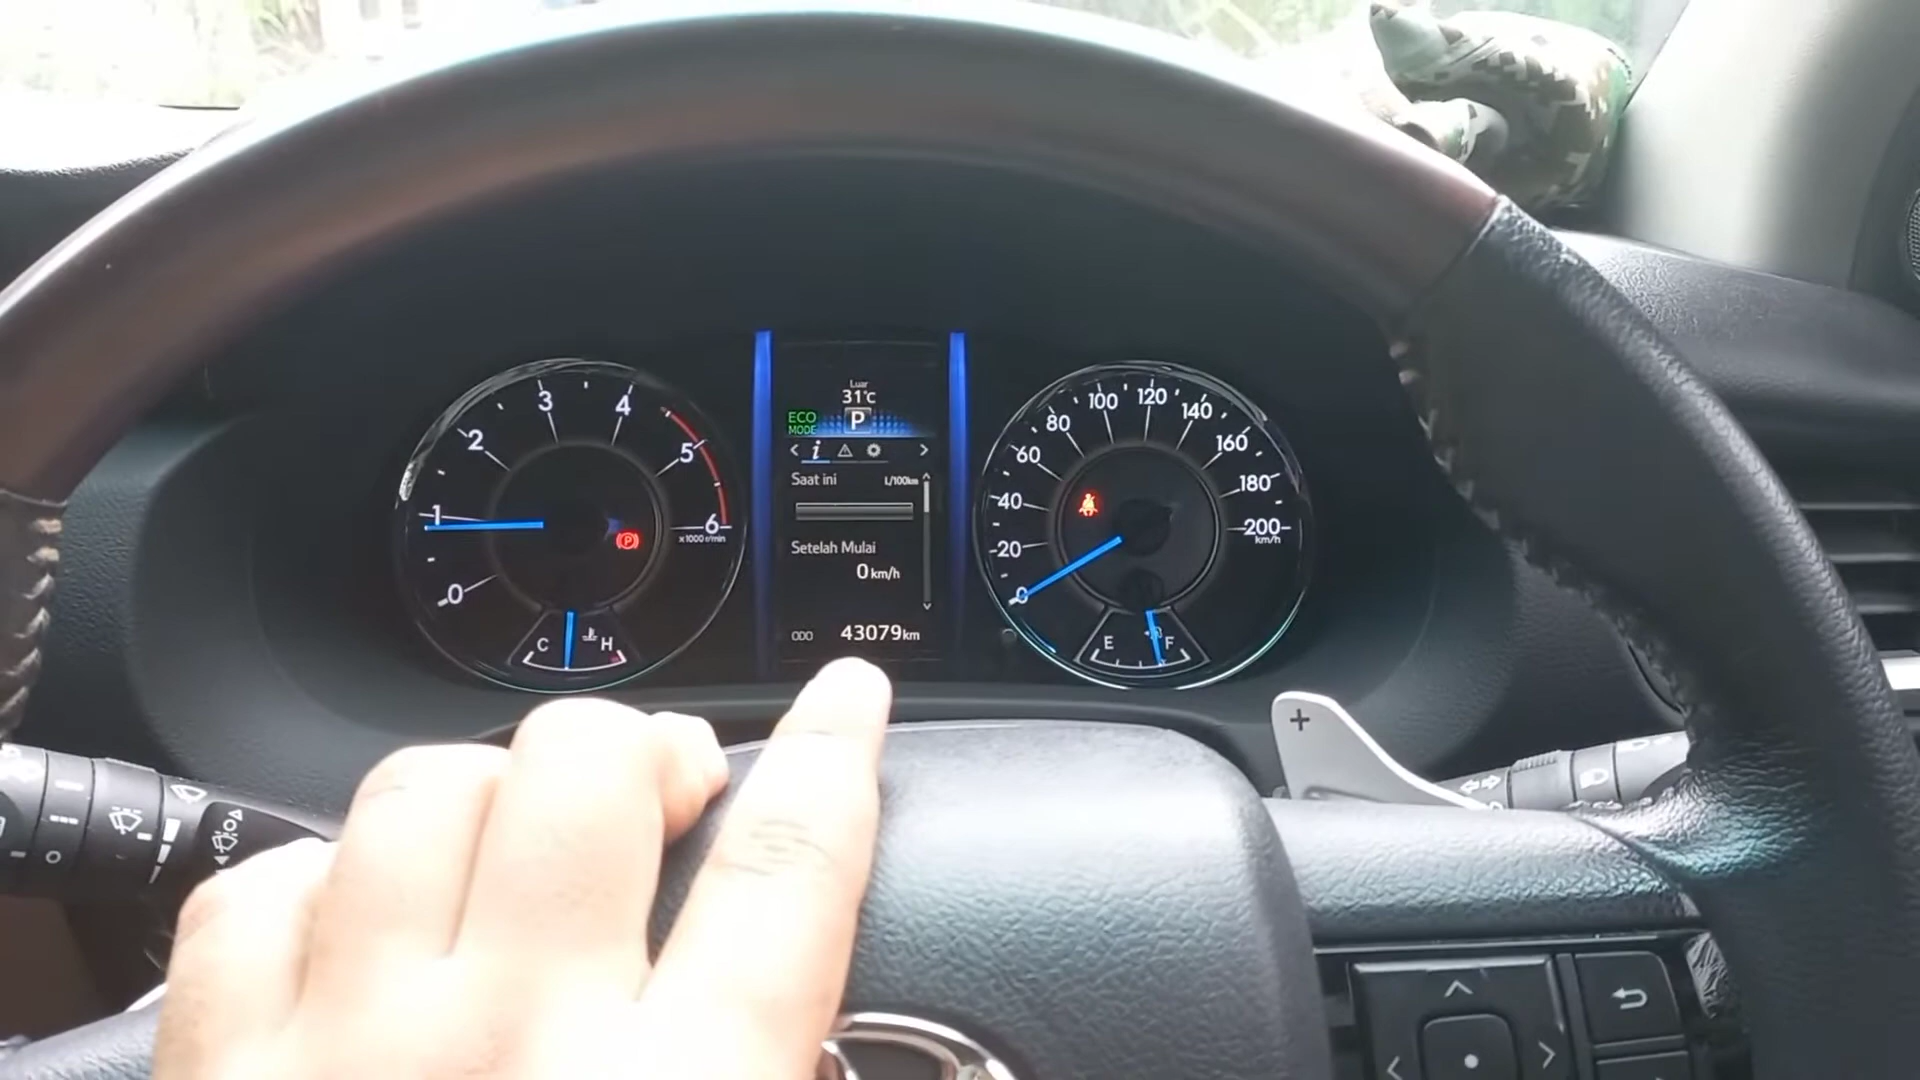 0
1
2
3
4
5
6
x1000 r/min
P
C
H
Luar
31°C
ECO
MODE
P
i
Saat ini L/100km
Setelah Mulai
0 km/h
ODO 43079 km
0
20
40
60
80
100
120
140
160
180
200
km/h
E
F
+